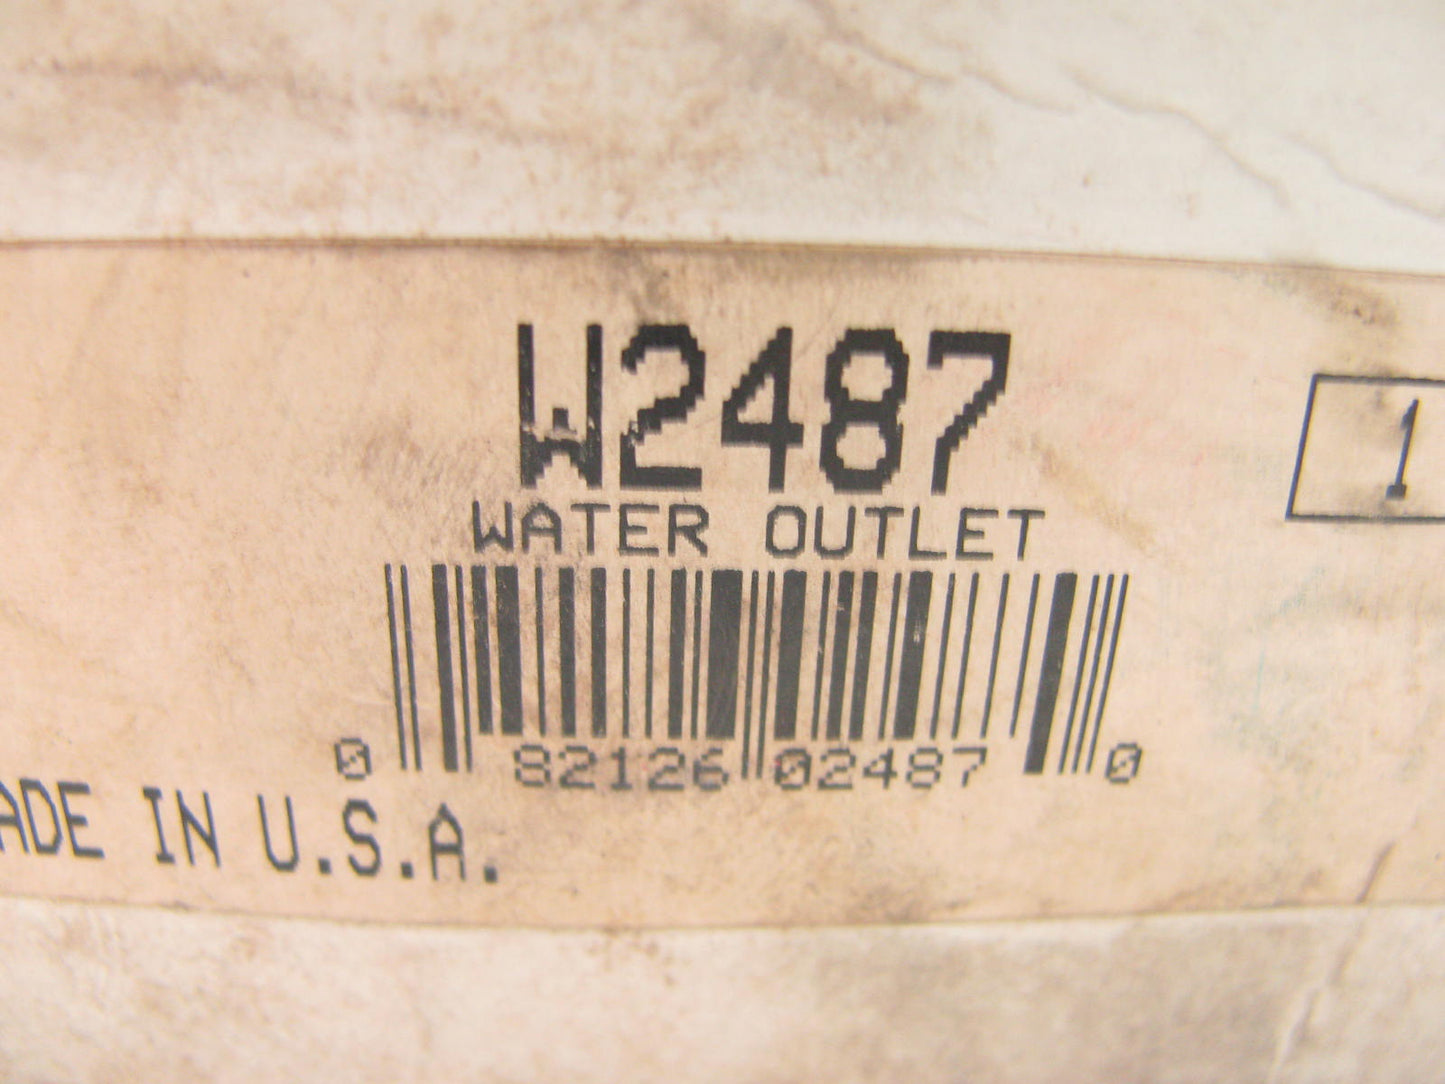 W2487
1
WATER OUTLET
0 82126 02487 0
ADE IN U.S.A.